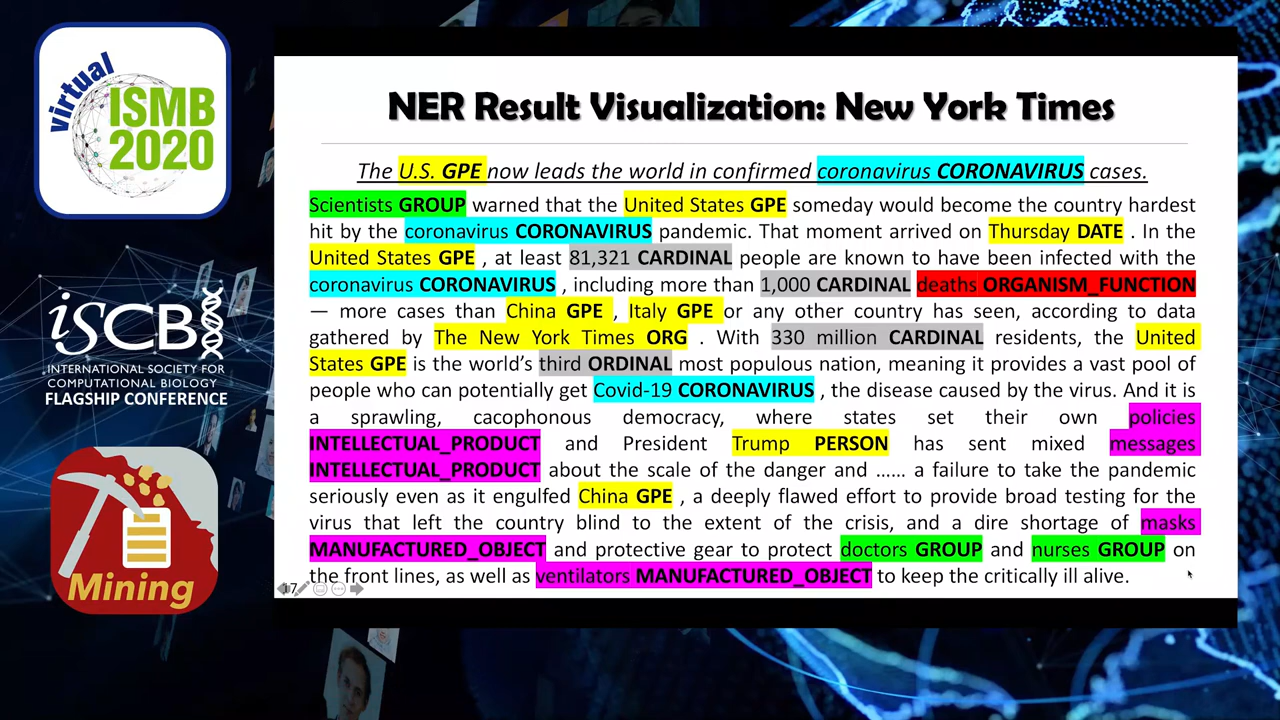 virtual
ISMB
2020
iSCB
INTERNATIONAL SOCIETY FOR
COMPUTATIONAL BIOLOGY
FLAGSHIP CONFERENCE
Mining
NER Result Visualization: New York Times
The U.S. GPE now leads the world in confirmed coronavirus CORONAVIRUS cases.
Scientists GROUP warned that the United States GPE someday would become the country hardest
hit by the coronavirus CORONAVIRUS pandemic. That moment arrived on Thursday DATE . In the
United States GPE , at least 81,321 CARDINAL people are known to have been infected with the
coronavirus CORONAVIRUS , including more than 1,000 CARDINAL deaths ORGANISM_FUNCTION
— more cases than China GPE , Italy GPE or any other country has seen, according to data
gathered by The New York Times ORG . With 330 million CARDINAL residents, the United
States GPE is the world’s third ORDINAL most populous nation, meaning it provides a vast pool of
people who can potentially get Covid-19 CORONAVIRUS , the disease caused by the virus. And it is
a sprawling, cacophonous democracy, where states set their own policies
INTELLECTUAL_PRODUCT and President Trump PERSON has sent mixed messages
INTELLECTUAL_PRODUCT about the scale of the danger and …… a failure to take the pandemic
seriously even as it engulfed China GPE , a deeply flawed effort to provide broad testing for the
virus that left the country blind to the extent of the crisis, and a dire shortage of masks
MANUFACTURED_OBJECT and protective gear to protect doctors GROUP and nurses GROUP on
the front lines, as well as ventilators MANUFACTURED_OBJECT to keep the critically ill alive.
17